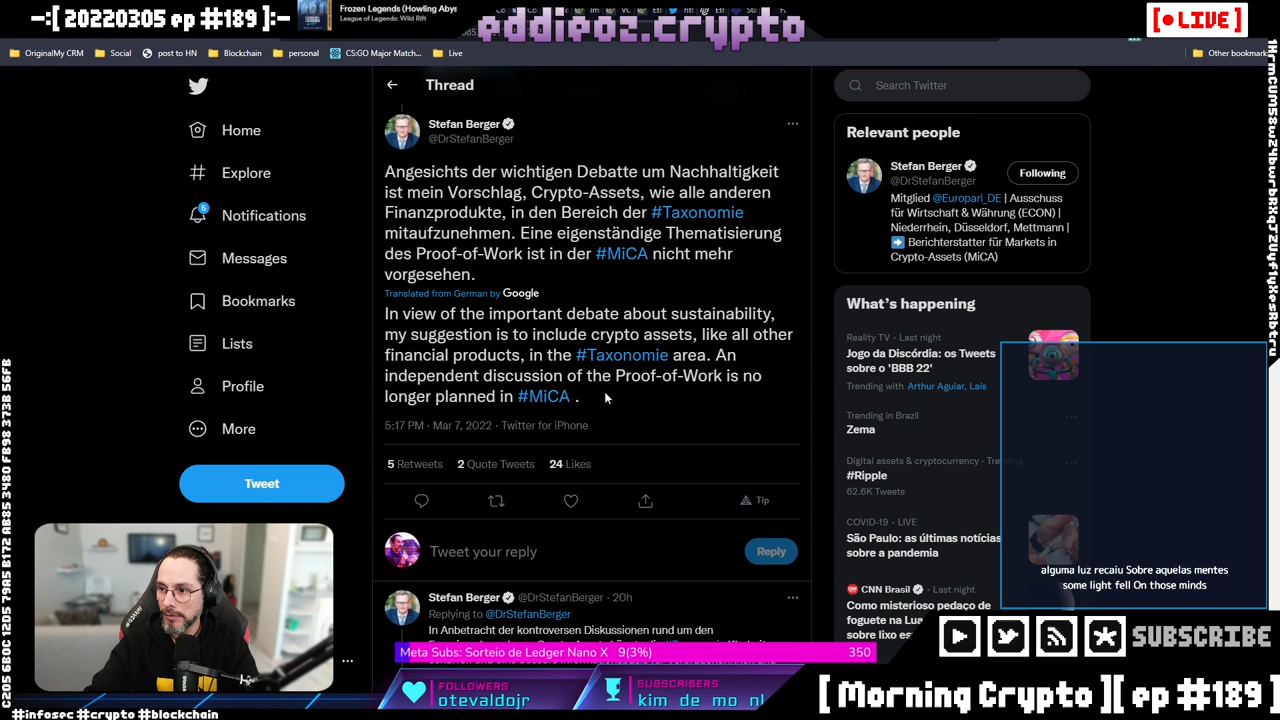 -:[ 20220305 ep #189 ]:-
Frozen Legends (Howling Abys
League of Legends: Wild Rift
eddieoz.crypto
[•LIVE]
OriginalMy CRM
Social
post to HN
Blockchain
personal
CS:GO Major Match...
Live
Other bookmark
Thread
Search Twitter
Home
Explore
5
Notifications
Messages
Bookmarks
Lists
Profile
More
Tweet
Stefan Berger
@DrStefanBerger
Angesichts der wichtigen Debatte um Nachhaltigkeit
ist mein Vorschlag, Crypto-Assets, wie alle anderen
Finanzprodukte, in den Bereich der #Taxonomie
mitaufzunehmen. Eine eigenständige Thematisierung
des Proof-of-Work ist in der #MiCA nicht mehr
vorgesehen.
Translated from German by Google
In view of the important debate about sustainability,
my suggestion is to include crypto assets, like all other
financial products, in the #Taxonomie area. An
independent discussion of the Proof-of-Work is no
longer planned in #MiCA .
5:17 PM · Mar 7, 2022 · Twitter for iPhone
5 Retweets 2 Quote Tweets 24 Likes
Tip
Tweet your reply
Reply
Stefan Berger @DrStefanBerger · 20h
Replying to @DrStefanBerger
In Anbetracht der kontroversen Diskussionen rund um den
Relevant people
Stefan Berger
@DrStefanBerger
Following
Mitglied @Europarl_DE | Ausschuss
für Wirtschaft & Währung (ECON) |
Niederrhein, Düsseldorf, Mettmann |
Berichterstatter für Markets in
Crypto-Assets (MiCA)
What's happening
Reality TV · Last night
Jogo da Discórdia: os Tweets
sobre o 'BBB 22'
Trending with Arthur Aguiar, Laís
Trending in Brazil
Zema
Digital assets & cryptocurrency · Trending
#Ripple
62.6K Tweets
COVID-19 · LIVE
São Paulo: as últimas notícias
sobre a pandemia
CNN Brasil · Last night
Como misterioso pedaço de
foguete na Lua
sobre lixo es
alguma luz recaiu Sobre aquelas mentes
some light fell On those minds
SUBSCRIBE
Meta Subs: Sorteio de Ledger Nano X 9(3%) 350
FOLLOWERS
otevaldojr
SUBSCRIBERS
kim de mo nl
[ Morning Crypto ][ ep #189 ]
#infosec #crypto #blockchain